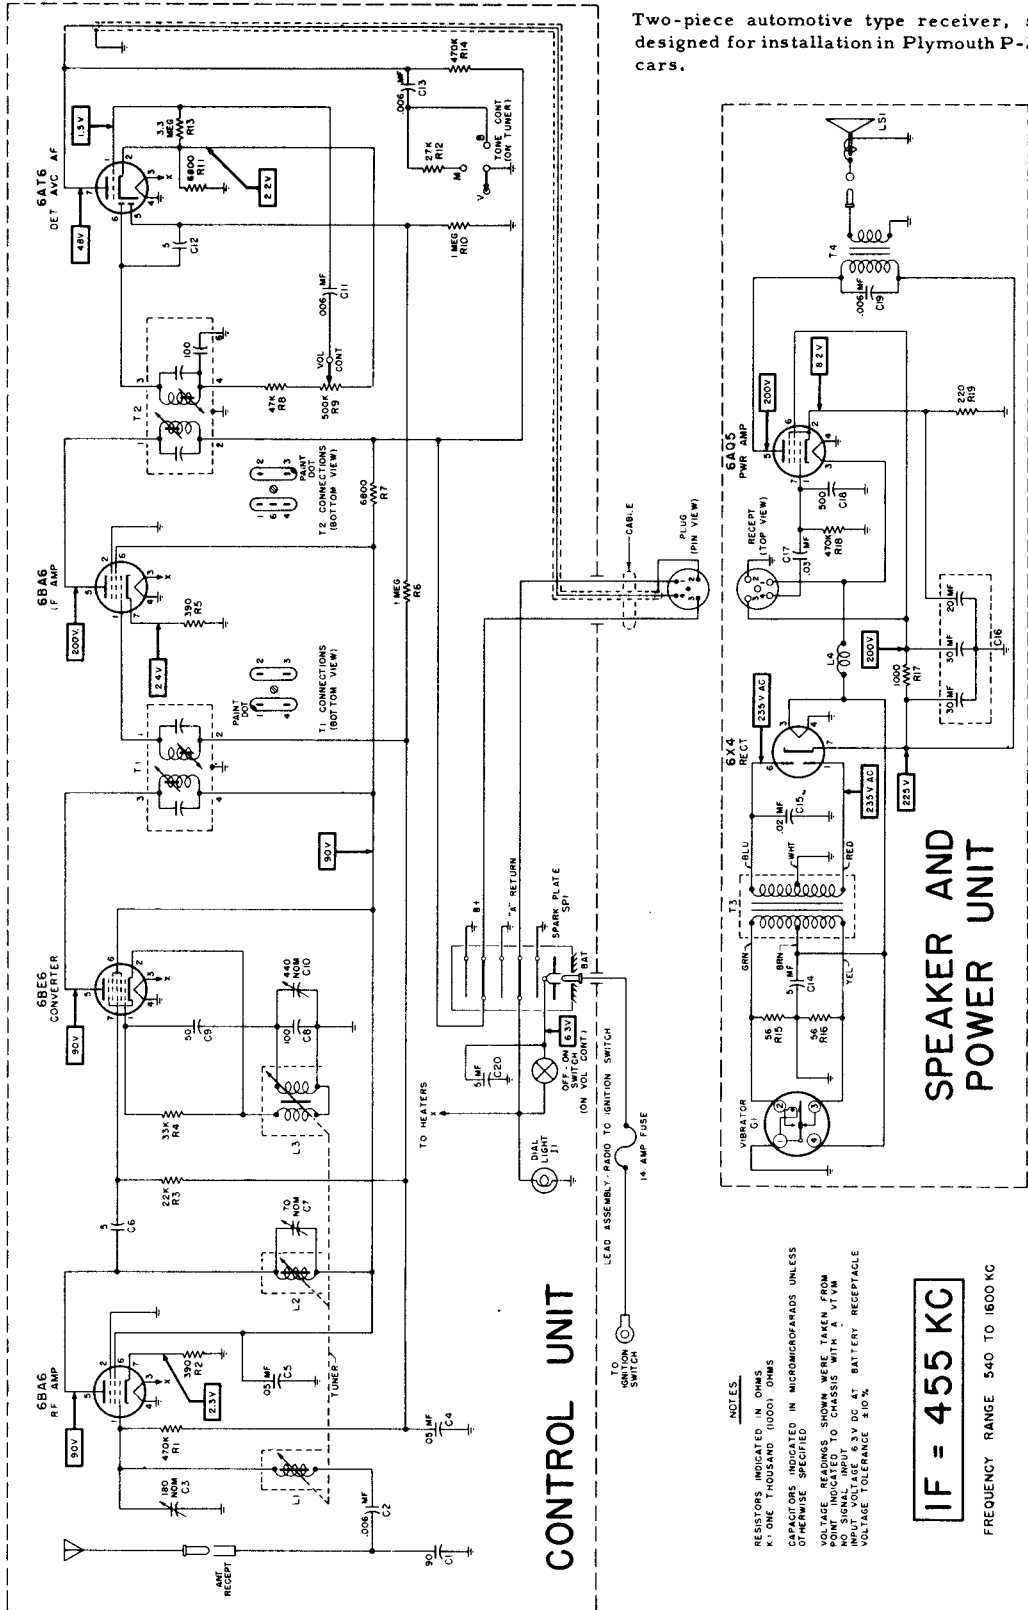 Two-piece automotive type receiver,
designed for installation in Plymouth P-
cars.
6BA6
RF AMP
90V
2.3V
390
R2
470K
R1
180
NOM
C3
L1
.006 MF
C2
90
C1
ANT
RECEPT
.05 MF
C4
.05 MF
C5
TUNER
L2
70
NOM
C7
5
C6
22K
R3
33K
R4
L3
50
C9
100
C8
440
NOM
C10
6BE6
CONVERTER
90V
90V
T1
T1 CONNECTIONS
(BOTTOM VIEW)
PAINT
DOT
6BA6
IF AMP
200V
2.4V
390
R5
1 MEG
R6
6800
R7
T2
100
T2 CONNECTIONS
(BOTTOM VIEW)
PAINT
DOT
47K
R8
500K
R9
VOL
CONT
.006 MF
C11
5
C12
6AT6
DET AVC AF
48V
1.5V
3.3
MEG
R13
6800
R11
2.2V
1 MEG
R10
27K
R12
.006 MF
C13
470K
R14
TONE CONT
(ON TUNER)
M
B
V
TO HEATERS
X
DIAL
LIGHT
J1
.5 MF
C20
OFF-ON
SWITCH
(ON VOL CONT)
6.3V
BAT
SPARK PLATE
SP1
"A" RETURN
B+
LEAD ASSEMBLY-RADIO TO IGNITION SWITCH
14 AMP FUSE
TO
IGNITION
SWITCH
CABLE
PLUG
(PIN VIEW)
CONTROL UNIT
RECEPT
(TOP VIEW)
VIBRATOR
G1
56
R15
56
R16
.5 MF
C14
GRN
BRN
YEL
T3
BLU
WHT
RED
.02 MF
C15
6X4
RECT
235 V AC
235 V AC
225V
L4
1000
R17
200V
30 MF
30 MF
20 MF
C16
.03 MF
C17
470K
R18
500
C18
6AQ5
PWR AMP
200V
8.2V
220
R19
T4
.006 MF
C19
LS1
SPEAKER AND
POWER UNIT
NOTES
RESISTORS INDICATED IN OHMS
K = ONE THOUSAND (1000) OHMS
CAPACITORS INDICATED IN MICROMICROFARADS UNLESS
OTHERWISE SPECIFIED
VOLTAGE READINGS SHOWN WERE TAKEN FROM
POINT INDICATED TO CHASSIS WITH A VTVM
NO SIGNAL INPUT
INPUT VOLTAGE 6.3V DC AT BATTERY RECEPTACLE
VOLTAGE TOLERANCE ±10%
IF = 455 KC
FREQUENCY RANGE 540 TO 1600 KC